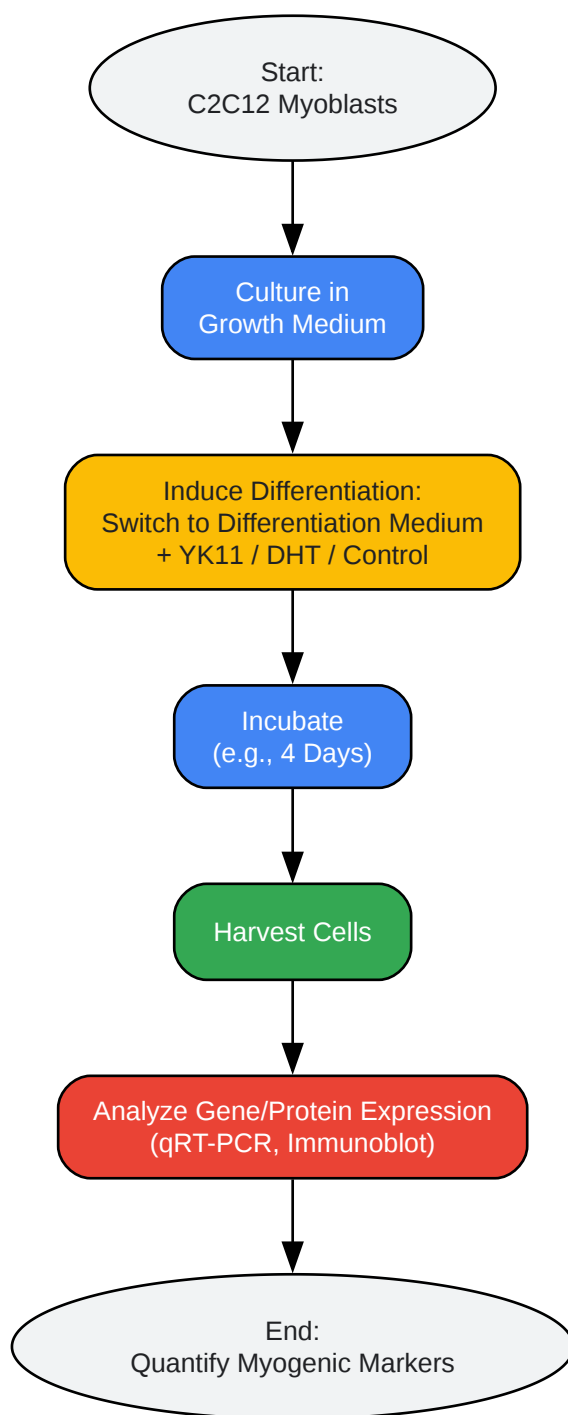 Start:
C2C12 Myoblasts
Culture in
Growth Medium
Induce Differentiation:
Switch to Differentiation Medium
+ YK11 / DHT / Control
Incubate
(e.g., 4 Days)
Harvest Cells
Analyze Gene/Protein Expression
(qRT-PCR, Immunoblot)
End:
Quantify Myogenic Markers